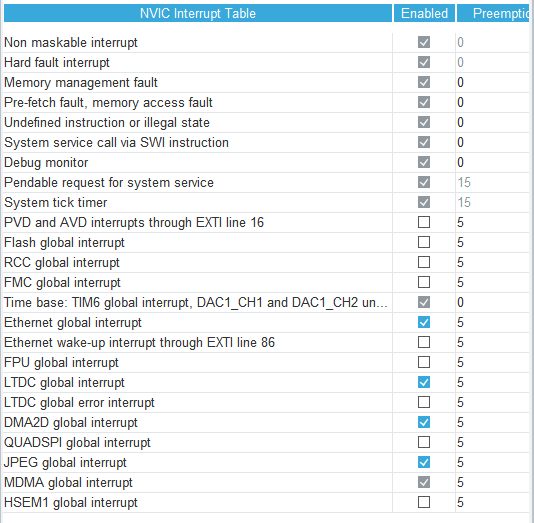 NVIC Interrupt Table Enabled Preemptic
Non maskable interrupt 0
Hard fault interrupt 0
Memory management fault 0
Pre-fetch fault, memory access fault 0
Undefined instruction or illegal state 0
System service call via SWI instruction 0
Debug monitor 0
Pendable request for system service 15
System tick timer 15
PVD and AVD interrupts through EXTI line 16 5
Flash global interrupt 5
RCC global interrupt 5
FMC global interrupt 5
Time base: TIM6 global interrupt, DAC1_CH1 and DAC1_CH2 un... 0
Ethernet global interrupt 5
Ethernet wake-up interrupt through EXTI line 86 5
FPU global interrupt 5
LTDC global interrupt 5
LTDC global error interrupt 5
DMA2D global interrupt 5
QUADSPI global interrupt 5
JPEG global interrupt 5
MDMA global interrupt 5
HSEM1 global interrupt 5